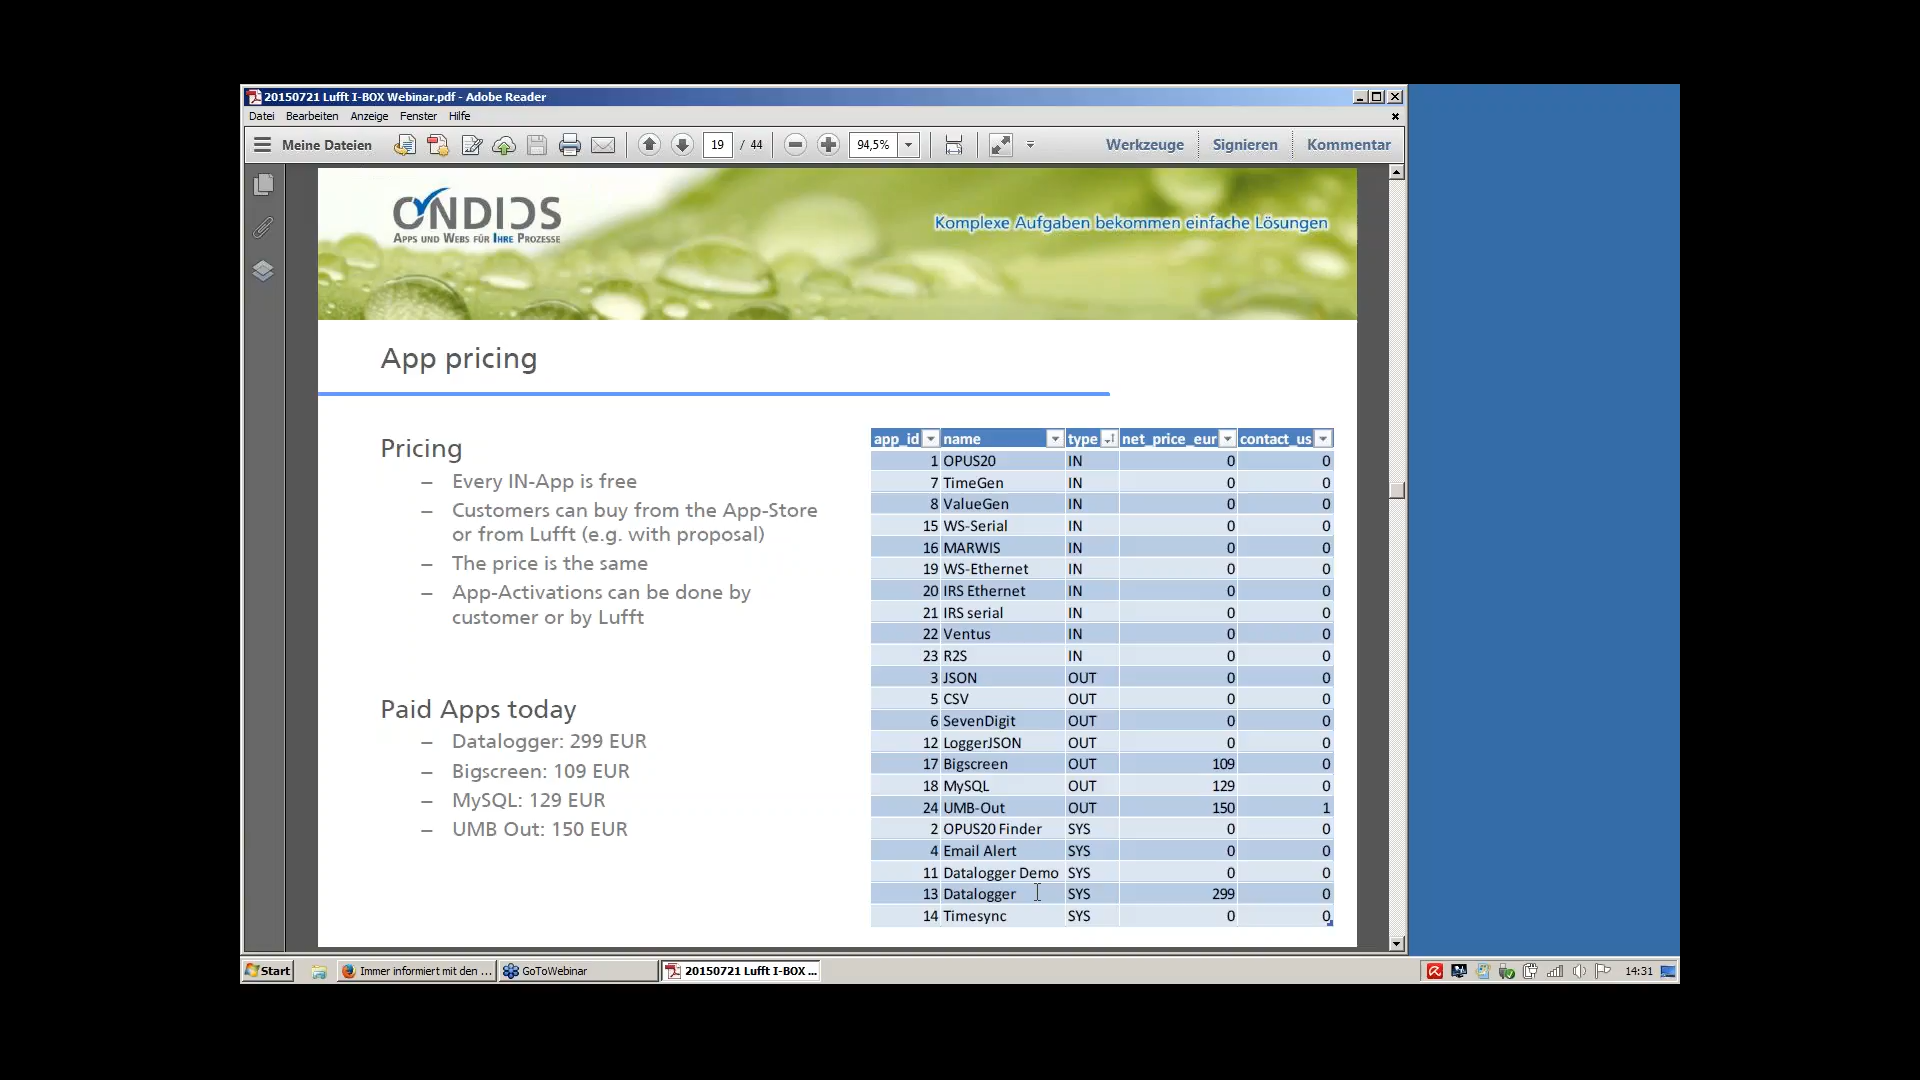 20150721 Lufft I-BOX Webinar.pdf - Adobe Reader
Datei Bearbeiten Anzeige Fenster Hilfe
Meine Dateien 19 / 44 94,5% Werkzeuge Signieren Kommentar
ONDICS
APPS UND WEBS FÜR IHRE PROZESSE
Komplexe Aufgaben bekommen einfache Lösungen
App pricing
Pricing
– Every IN-App is free
– Customers can buy from the App-Store
or from Lufft (e.g. with proposal)
– The price is the same
– App-Activations can be done by
customer or by Lufft
Paid Apps today
– Datalogger: 299 EUR
– Bigscreen: 109 EUR
– MySQL: 129 EUR
– UMB Out: 150 EUR
app_id name type net_price_eur contact_us
1 OPUS20 IN 0 0
7 TimeGen IN 0 0
8 ValueGen IN 0 0
15 WS-Serial IN 0 0
16 MARWIS IN 0 0
19 WS-Ethernet IN 0 0
20 IRS Ethernet IN 0 0
21 IRS serial IN 0 0
22 Ventus IN 0 0
23 R2S IN 0 0
3 JSON OUT 0 0
5 CSV OUT 0 0
6 SevenDigit OUT 0 0
12 LoggerJSON OUT 0 0
17 Bigscreen OUT 109 0
18 MySQL OUT 129 0
24 UMB-Out OUT 150 1
2 OPUS20 Finder SYS 0 0
4 Email Alert SYS 0 0
11 Datalogger Demo SYS 0 0
13 Datalogger SYS 299 0
14 Timesync SYS 0 0
Start Immer informiert mit den ... GoToWebinar 20150721 Lufft I-BOX ... 14:31